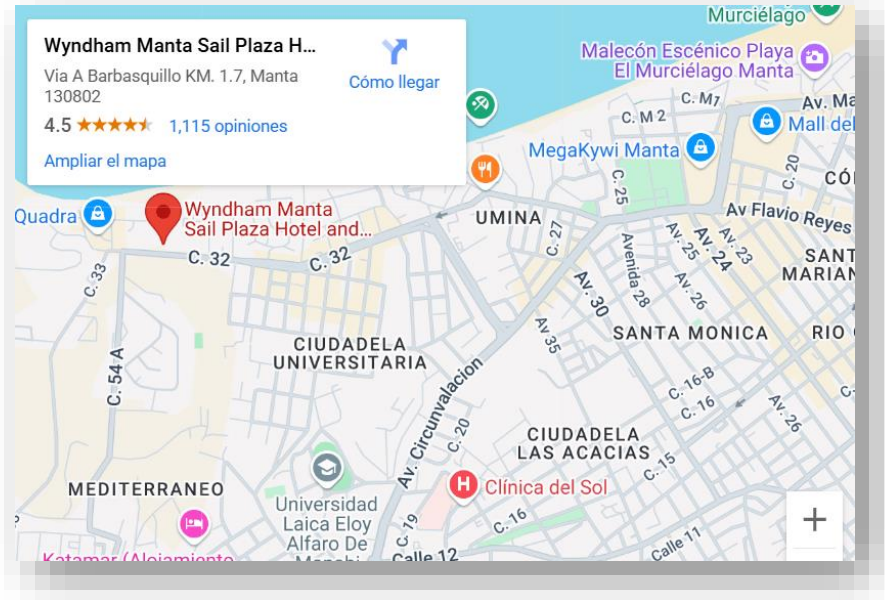 Wyndham Manta Sail Plaza H...
Via A Barbasquillo KM. 1.7, Manta
130802
4.5
1,115 opiniones
Ampliar el mapa
Cómo llegar
Murciélago
Malecón Escénico Playa
El Murciélago Manta
C. M1
C. M 2
Av. Ma
Mall del
MegaKywi Manta
C. 20
CÓ
C. 25
Quadra
Wyndham Manta
Sail Plaza Hotel and...
UMINA
Av Flavio Reyes
C. 27
Avenida 28
Av. 25
Av. 24
Av. 23
SANT
MARIAN
C. 32
C. 32
C. 33
Av. 30
Av. 26
Av 35
SANTA MONICA
RIO
CIUDADELA
UNIVERSITARIA
C. 54 A
Av. Circunvalacion
C. 16-B
C. 16
Av. 26
C.
C. 20
CIUDADELA
LAS ACACIAS
C. 15
MEDITERRANEO
H
Clínica del Sol
Universidad
Laica Eloy
Alfaro De
Manabi
C. 19
C. 16
Calle 12
Calle 11
Katamar (Alojamiento
+